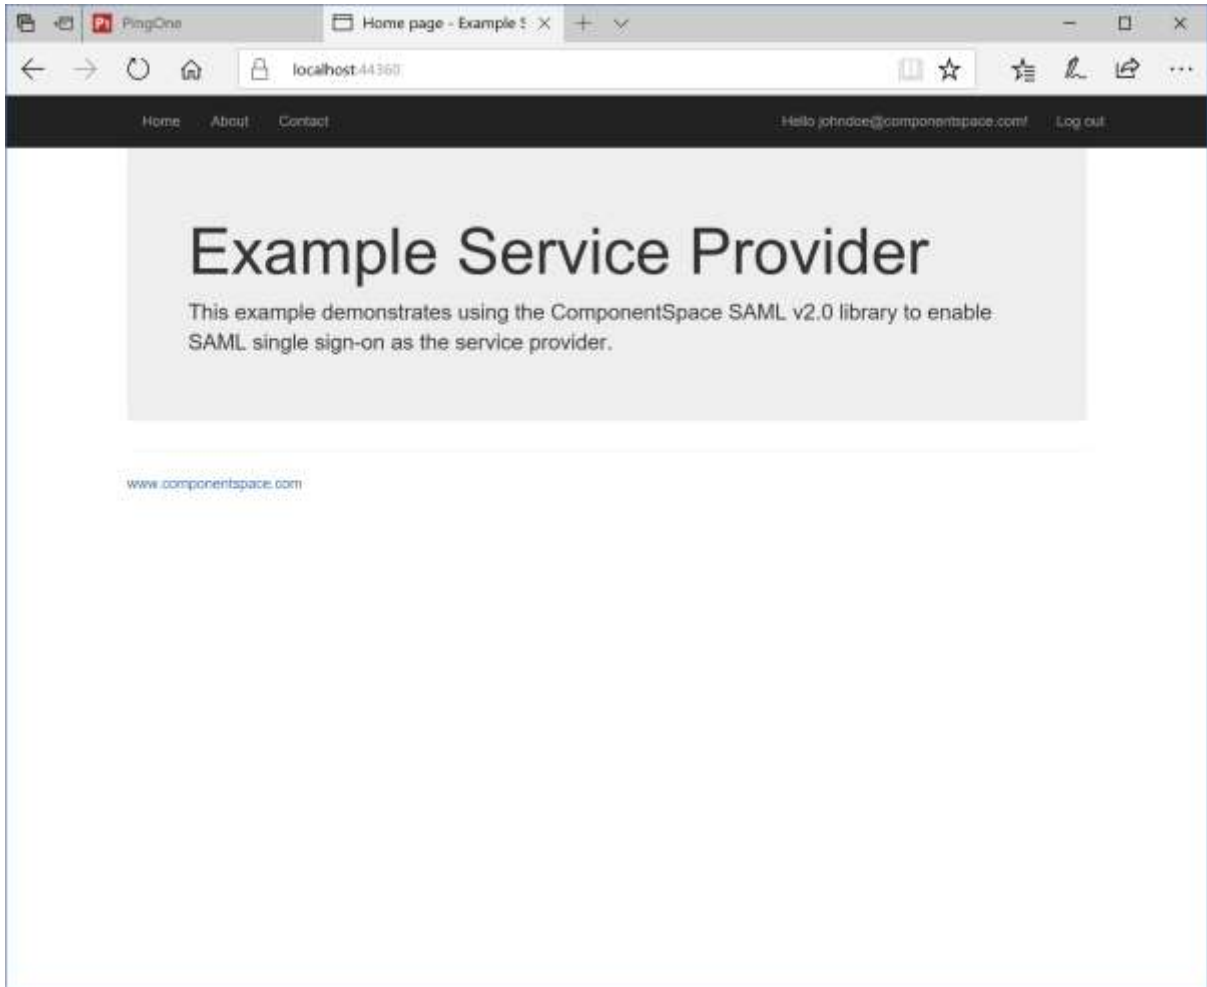 PingOne
Home page - Example S
localhost:44360
Home About Contact Hello johndoe@componentspace.com! Log out
Example Service Provider
This example demonstrates using the ComponentSpace SAML v2.0 library to enable
SAML single sign-on as the service provider.
www.componentspace.com